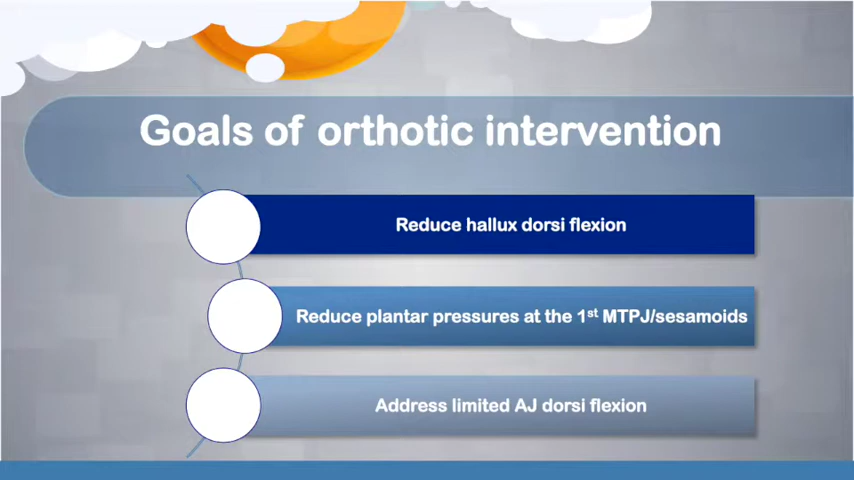 Goals of orthotic intervention
Reduce hallux dorsi flexion
Reduce plantar pressures at the 1st MTPJ/sesamoids
Address limited AJ dorsi flexion